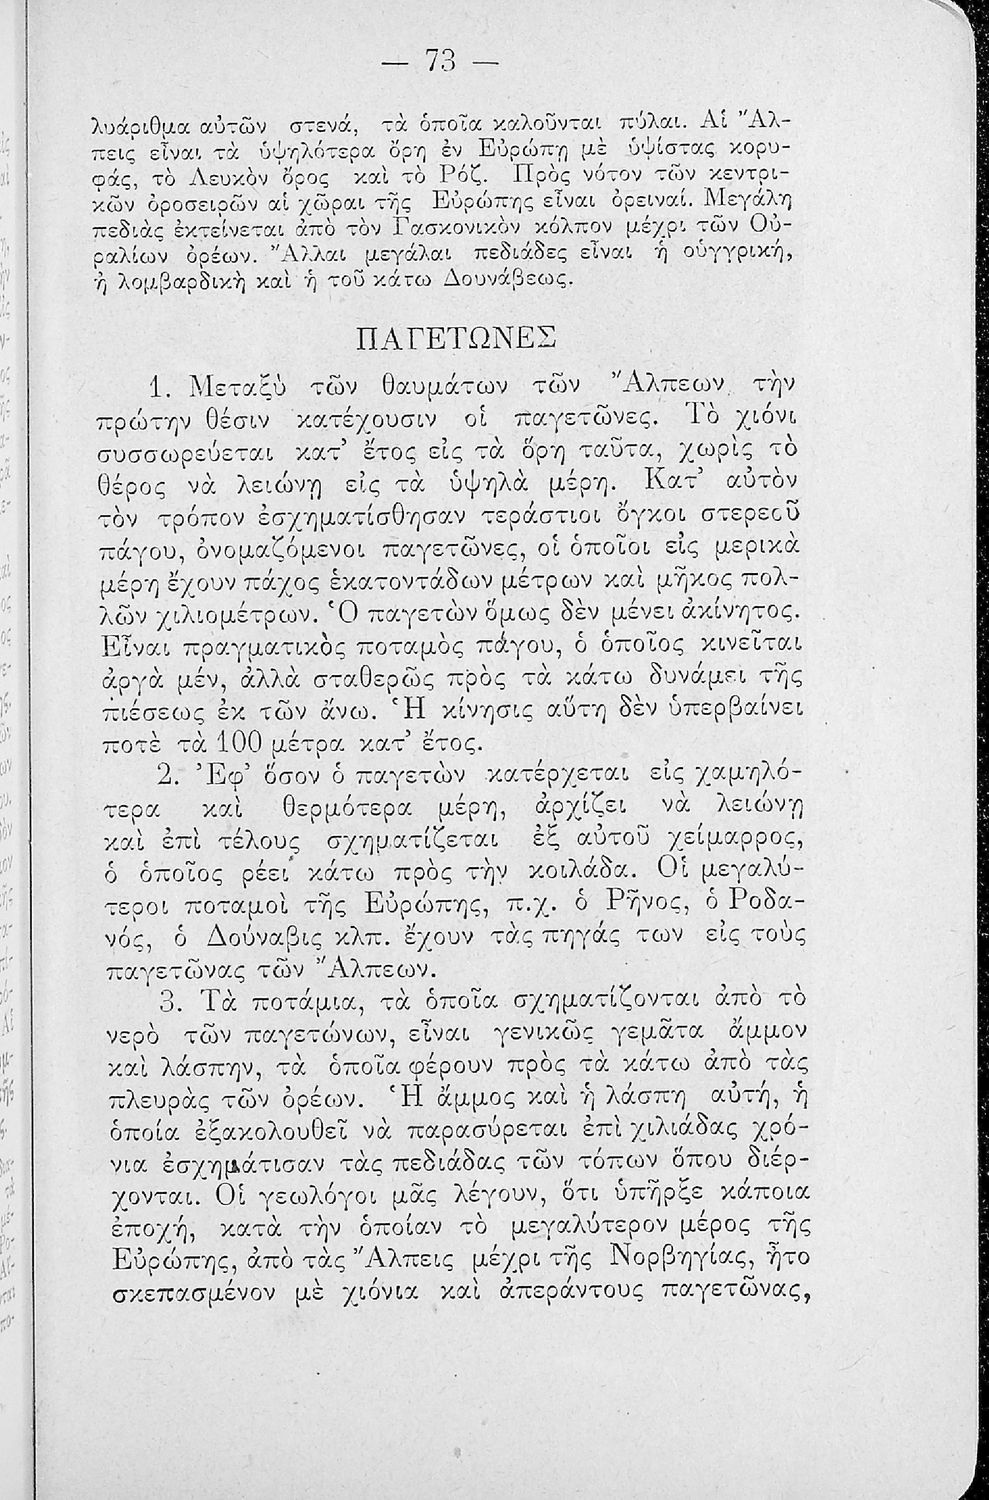 — 73 —
λυάριθμα αὐτῶν στενά, τὰ ὁποῖα καλοῦνται πύλαι. Αἱ Ἄλ-
πεις εἶναι τὰ ὑψηλότερα ὄρη ἐν Εὐρώπῃ μὲ ὑψίστας κορυ-
φάς, τὸ Λευκὸν ὄρος καὶ τὸ Ρόζ. Πρὸς νότον τῶν κεντρι-
κῶν ὀροσειρῶν αἱ χῶραι τῆς Εὐρώπης εἶναι ὀρειναί. Μεγάλη
πεδιὰς ἐκτείνεται ἀπὸ τὸν Γασκονικὸν κόλπον μέχρι τῶν Οὐ-
ραλίων ὀρέων. Ἄλλαι μεγάλαι πεδιάδες εἶναι ἡ οὑγγρική,
ἡ λομβαρδικὴ καὶ ἡ τοῦ κάτω Δουνάβεως.
ΠΑΓΕΤΩΝΕΣ
1. Μεταξὺ τῶν θαυμάτων τῶν Ἄλπεων τὴν
πρώτην θέσιν κατέχουσιν οἱ παγετῶνες. Τὸ χιόνι
συσσωρεύεται κατ' ἔτος εἰς τὰ ὄρη ταῦτα, χωρὶς τὸ
θέρος νὰ λειώνῃ εἰς τὰ ὑψηλὰ μέρη. Κατ' αὐτὸν
τὸν τρόπον ἐσχηματίσθησαν τεράστιοι ὄγκοι στερεοῦ
πάγου, ὀνομαζόμενοι παγετῶνες, οἱ ὁποῖοι εἰς μερικὰ
μέρη ἔχουν πάχος ἑκατοντάδων μέτρων καὶ μῆκος πολ-
λῶν χιλιομέτρων. Ὁ παγετὼν ὅμως δὲν μένει ἀκίνητος.
Εἶναι πραγματικὸς ποταμὸς πάγου, ὁ ὁποῖος κινεῖται
ἀργὰ μέν, ἀλλὰ σταθερῶς πρὸς τὰ κάτω δυνάμει τῆς
πιέσεως ἐκ τῶν ἄνω. Ἡ κίνησις αὕτη δὲν ὑπερβαίνει
ποτὲ τὰ 100 μέτρα κατ' ἔτος.
2. Ἐφ' ὅσον ὁ παγετὼν κατέρχεται εἰς χαμηλό-
τερα καὶ θερμότερα μέρη, ἀρχίζει νὰ λειώνῃ
καὶ ἐπὶ τέλους σχηματίζεται ἐξ αὐτοῦ χείμαρρος,
ὁ ὁποῖος ρέει κάτω πρὸς τὴν κοιλάδα. Οἱ μεγαλύ-
τεροι ποταμοὶ τῆς Εὐρώπης, π.χ. ὁ Ρῆνος, ὁ Ροδα-
νός, ὁ Δούναβις κλπ. ἔχουν τὰς πηγάς των εἰς τοὺς
παγετῶνας τῶν Ἄλπεων.
3. Τὰ ποτάμια, τὰ ὁποῖα σχηματίζονται ἀπὸ τὸ
νερὸ τῶν παγετώνων, εἶναι γενικῶς γεμᾶτα ἄμμον
καὶ λάσπην, τὰ ὁποῖα φέρουν πρὸς τὰ κάτω ἀπὸ τὰς
πλευρὰς τῶν ὀρέων. Ἡ ἄμμος καὶ ἡ λάσπη αὐτή, ἡ
ὁποία ἐξακολουθεῖ νὰ παρασύρεται ἐπὶ χιλιάδας χρό-
νια ἐσχημάτισαν τὰς πεδιάδας τῶν τόπων ὅπου διέρ-
χονται. Οἱ γεωλόγοι μᾶς λέγουν, ὅτι ὑπῆρξε κάποια
ἐποχή, κατὰ τὴν ὁποίαν τὸ μεγαλύτερον μέρος τῆς
Εὐρώπης, ἀπὸ τὰς Ἄλπεις μέχρι τῆς Νορβηγίας, ἦτο
σκεπασμένον μὲ χιόνια καὶ ἀπεράντους παγετῶνας,